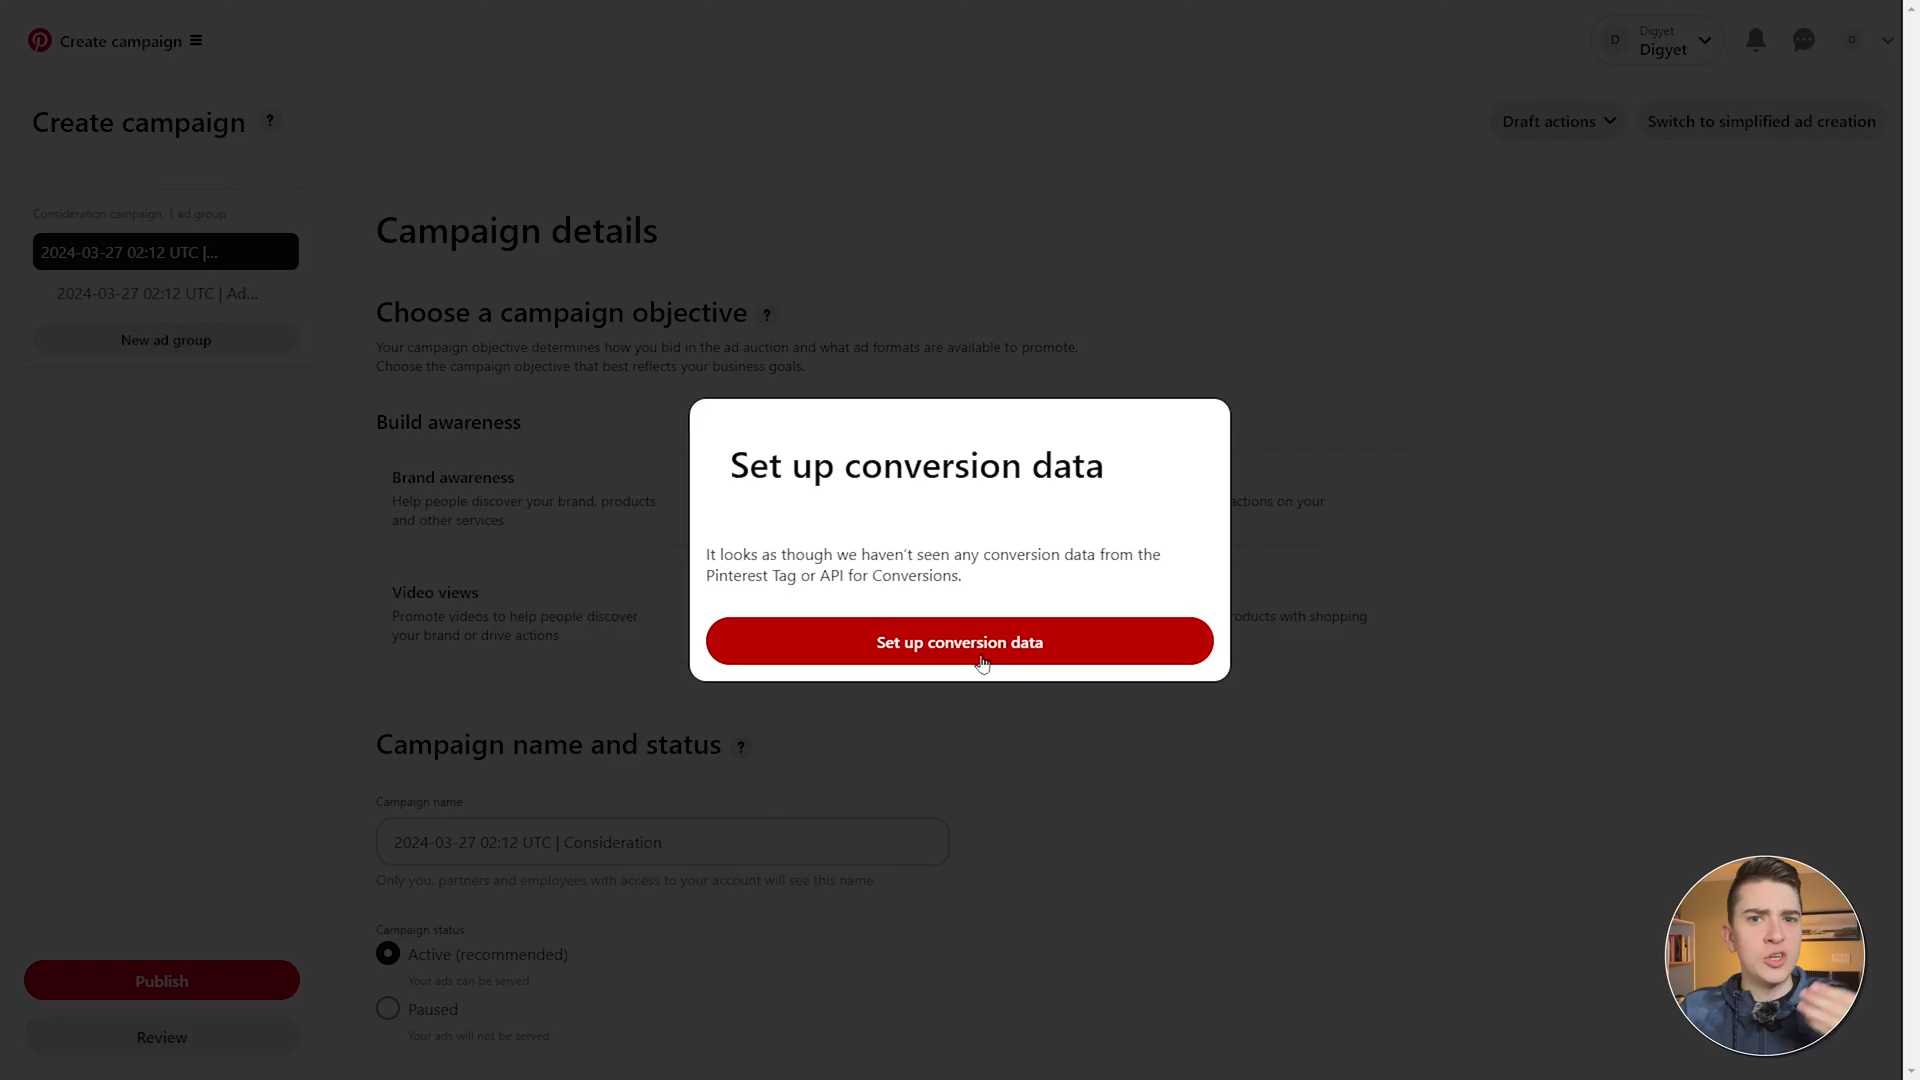 Create campaign
D
Digyet
Digyet
D
Create campaign ?
Draft actions
Switch to simplified ad creation
Consideration campaign, 1 ad group
2024-03-27 02:12 UTC |...
2024-03-27 02:12 UTC | Ad...
New ad group
Campaign details
Choose a campaign objective ?
Your campaign objective determines how you bid in the ad auction and what ad formats are available to promote.
Choose the campaign objective that best reflects your business goals.
Build awareness
Brand awareness
Help people discover your brand, products
and other services
actions on your
Video views
Promote videos to help people discover
your brand or drive actions
roducts with shopping
Set up conversion data
It looks as though we haven't seen any conversion data from the
Pinterest Tag or API for Conversions.
Set up conversion data
Campaign name and status ?
Campaign name
2024-03-27 02:12 UTC | Consideration
Only you, partners and employees with access to your account will see this name
Campaign status
Active (recommended)
Your ads can be served
Paused
Your ads will not be served
Publish
Review